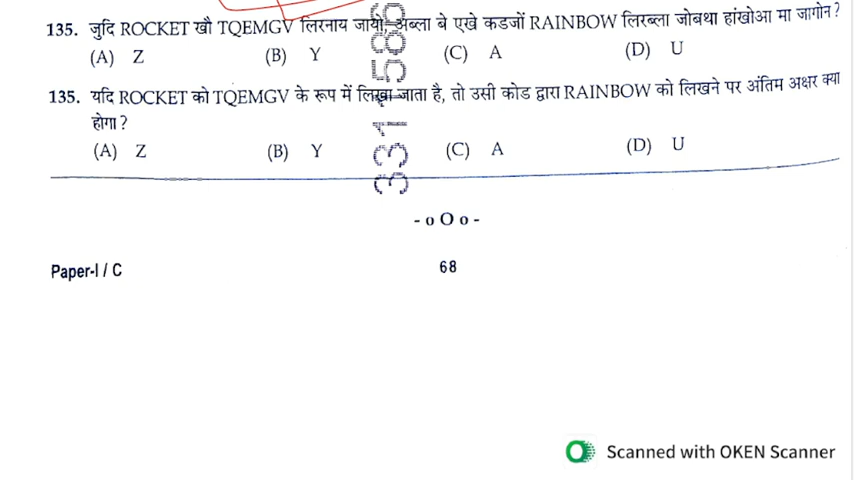 135. जुदि ROCKET खौ TQEMGV लिरनाय जायो, अब्ला बे एखे कडजों RAINBOW लिरब्ला जोबथा हांखोआ मा जागोन ?
(A) Z (B) Y (C) A (D) U
135. यदि ROCKET को TQEMGV के रूप में लिखा जाता है, तो उसी कोड द्वारा RAINBOW को लिखने पर अंतिम अक्षर क्या
होगा ?
(A) Z (B) Y (C) A (D) U
- o O o -
Paper-I / C 68
Scanned with OKEN Scanner